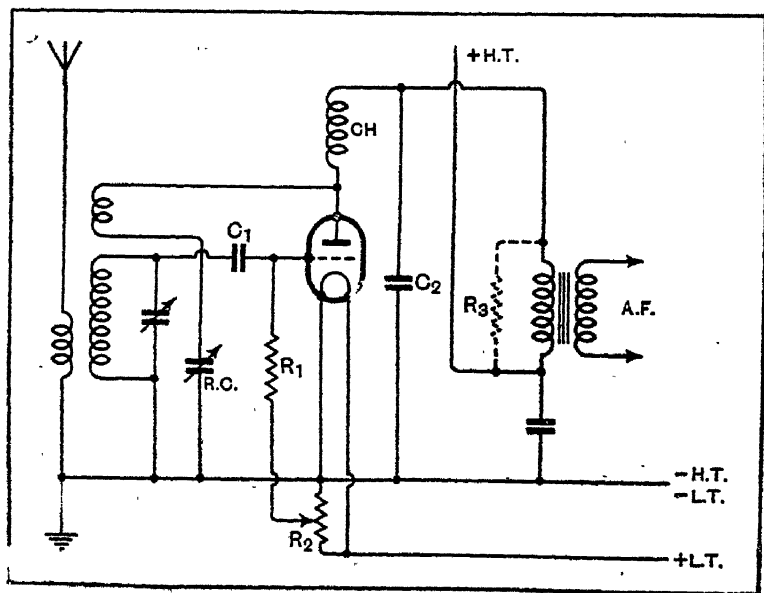 +H.T.
CH
C1
C2
R3
A.F.
R.C.
R1
-H.T.
-L.T.
R2
+L.T.